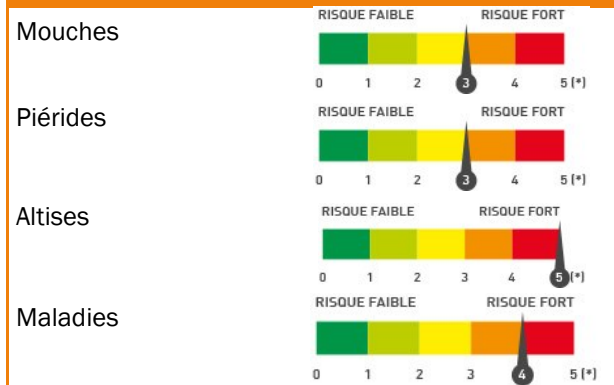 Mouches
RISQUE FAIBLE RISQUE FORT
0 1 2 3 4 5 (*)
Piérides
RISQUE FAIBLE RISQUE FORT
0 1 2 3 4 5 (*)
Altises
RISQUE FAIBLE RISQUE FORT
0 1 2 3 4 5 (*)
Maladies
RISQUE FAIBLE RISQUE FORT
0 1 2 3 4 5 (*)